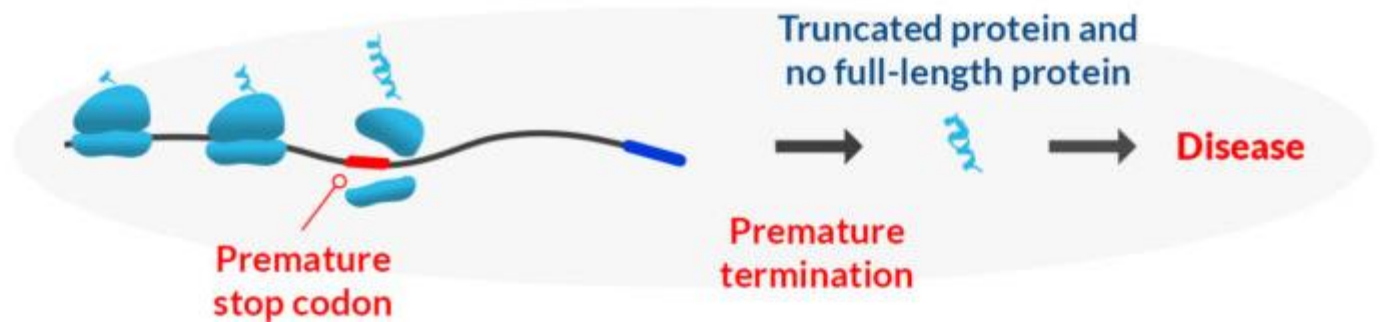 Truncated protein and
no full-length protein
Disease
Premature
stop codon
Premature
termination